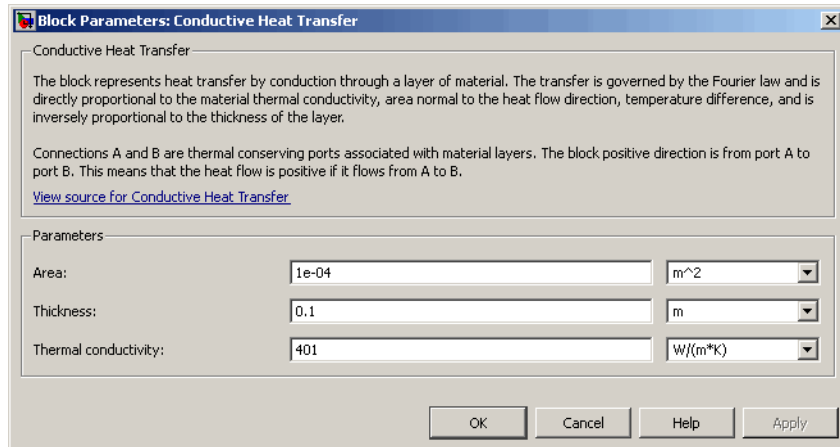 Block Parameters: Conductive Heat Transfer
Conductive Heat Transfer
The block represents heat transfer by conduction through a layer of material. The transfer is governed by the Fourier law and is
directly proportional to the material thermal conductivity, area normal to the heat flow direction, temperature difference, and is
inversely proportional to the thickness of the layer.
Connections A and B are thermal conserving ports associated with material layers. The block positive direction is from port A to
port B. This means that the heat flow is positive if it flows from A to B.
View source for Conductive Heat Transfer
Parameters
Area: 1e-04 m^2
Thickness: 0.1 m
Thermal conductivity: 401 W/(m*K)
OK Cancel Help Apply